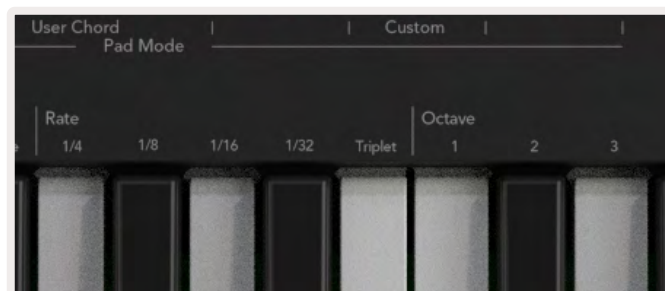 User Chord Custom
Pad Mode
Rate Octave
1/4 1/8 1/16 1/32 Triplet 1 2 3